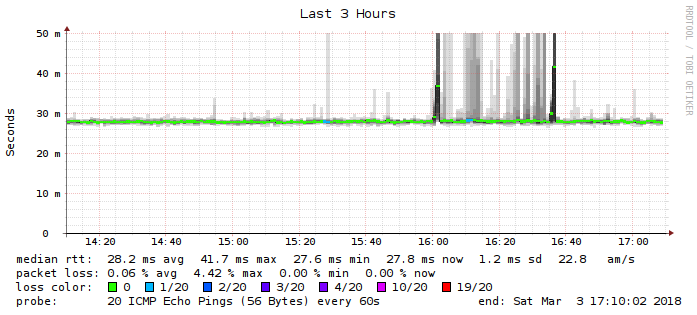 Last 3 Hours
RRDTOOL / TOBI OETIKER
Seconds
50 m
40 m
30 m
20 m
10 m
0
14:20 14:40 15:00 15:20 15:40 16:00 16:20 16:40 17:00
median rtt: 28.2 ms avg 41.7 ms max 27.6 ms min 27.8 ms now 1.2 ms sd 22.8 am/s
packet loss: 0.06 % avg 4.42 % max 0.00 % min 0.00 % now
loss color: 0 1/20 2/20 3/20 4/20 10/20 19/20
probe: 20 ICMP Echo Pings (56 Bytes) every 60s end: Sat Mar 3 17:10:02 2018